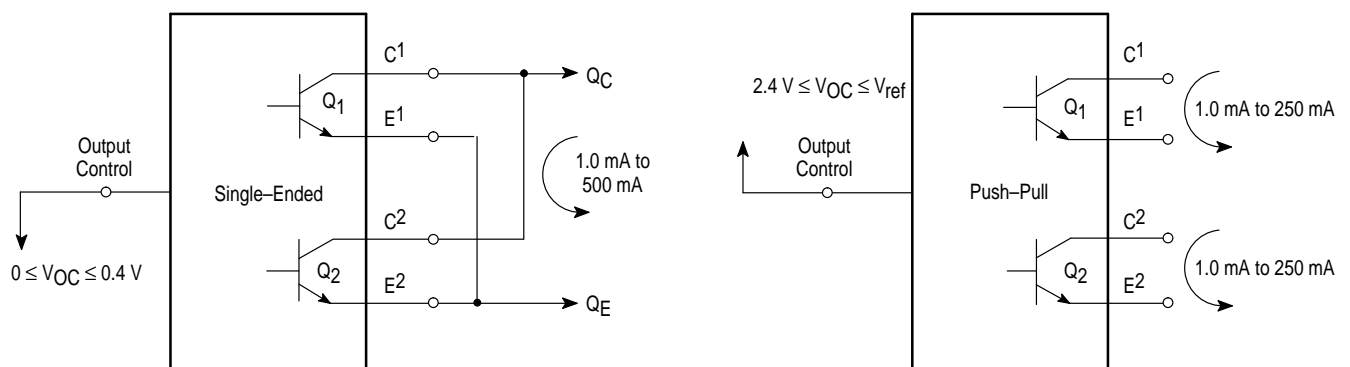 C1
QC
Q1
E1
Output
Control
1.0 mA to
500 mA
Single–Ended
C2
Q2
0 ≤ VOC ≤ 0.4 V
E2
QE
C1
2.4 V ≤ VOC ≤ Vref
Q1
1.0 mA to 250 mA
E1
Output
Control
Push–Pull
C2
Q2
1.0 mA to 250 mA
E2